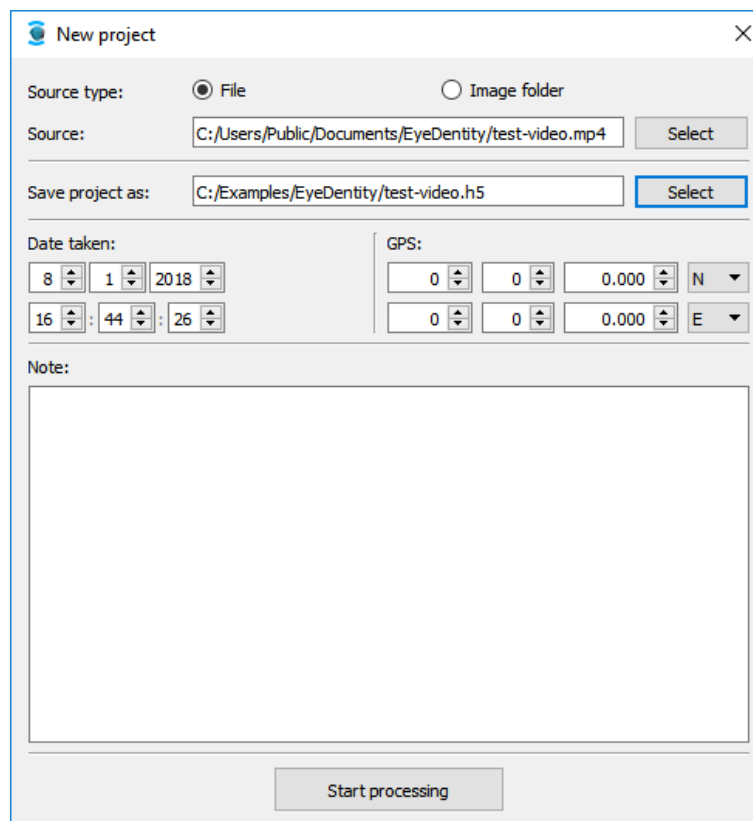 New project
Source type: File Image folder
Source: C:/Users/Public/Documents/EyeDentity/test-video.mp4 Select
Save project as: C:/Examples/EyeDentity/test-video.h5 Select
Date taken: GPS:
8 1 2018 0 0 0.000 N
16 : 44 : 26 0 0 0.000 E
Note:
Start processing